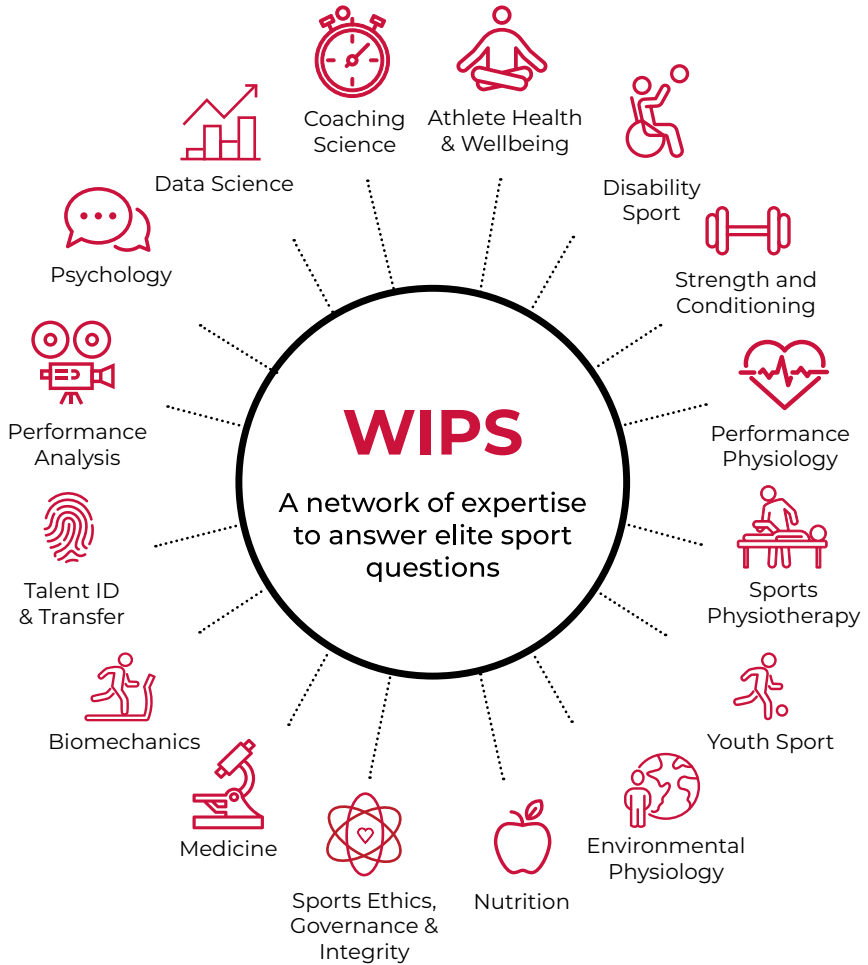 Coaching
Science
Athlete Health
& Wellbeing
Disability
Sport
Strength and
Conditioning
Performance
Physiology
Sports
Physiotherapy
Youth Sport
Environmental
Physiology
Nutrition
Sports Ethics,
Governance &
Integrity
Medicine
Biomechanics
Talent ID
& Transfer
Performance
Analysis
Psychology
Data Science
WIPS
A network of expertise
to answer elite sport
questions